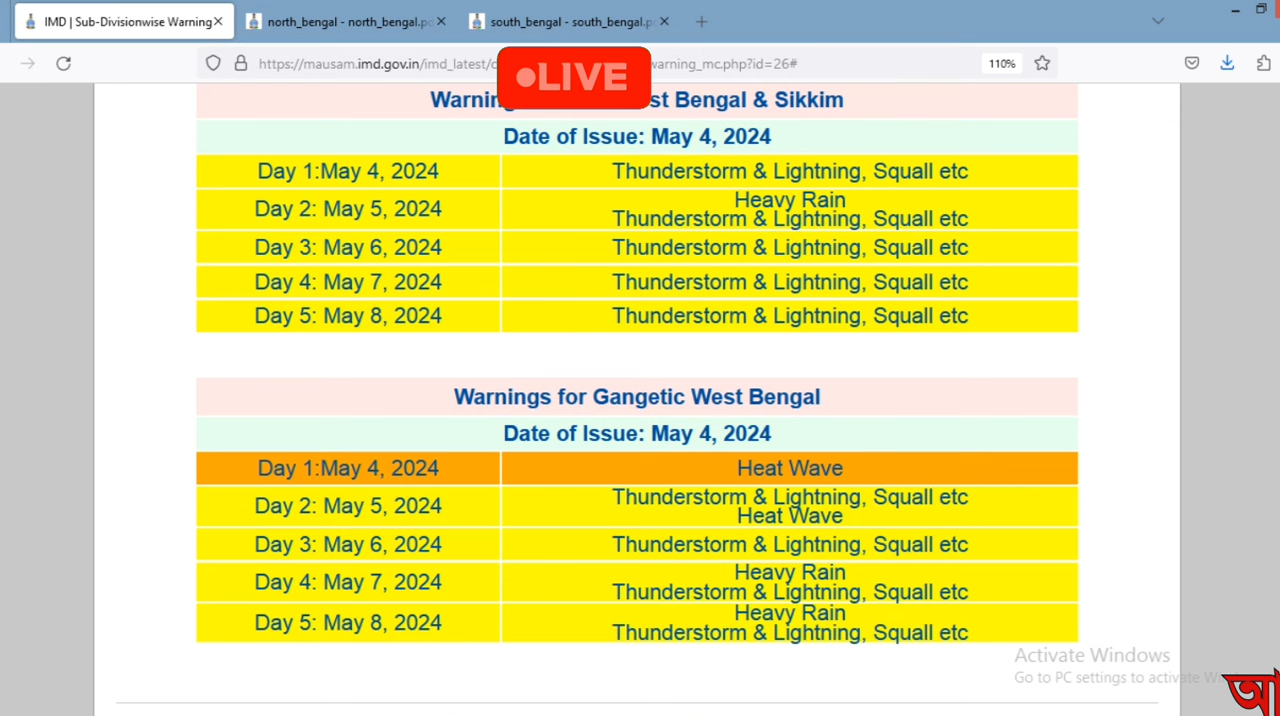 IMD | Sub-Divisionwise Warning
north_bengal - north_bengal.p
south_bengal - south_bengal.p
https://mausam.imd.gov.in/imd_latest/
warning_mc.php?id=26#
110%
LIVE
Warnin
st Bengal & Sikkim
Date of Issue: May 4, 2024
Day 1:May 4, 2024 Thunderstorm & Lightning, Squall etc
Day 2: May 5, 2024 Heavy Rain
Thunderstorm & Lightning, Squall etc
Day 3: May 6, 2024 Thunderstorm & Lightning, Squall etc
Day 4: May 7, 2024 Thunderstorm & Lightning, Squall etc
Day 5: May 8, 2024 Thunderstorm & Lightning, Squall etc
Warnings for Gangetic West Bengal
Date of Issue: May 4, 2024
Day 1:May 4, 2024 Heat Wave
Day 2: May 5, 2024 Thunderstorm & Lightning, Squall etc
Heat Wave
Day 3: May 6, 2024 Thunderstorm & Lightning, Squall etc
Day 4: May 7, 2024 Heavy Rain
Thunderstorm & Lightning, Squall etc
Day 5: May 8, 2024 Heavy Rain
Thunderstorm & Lightning, Squall etc
Activate Windows
Go to PC settings to activate W
আ